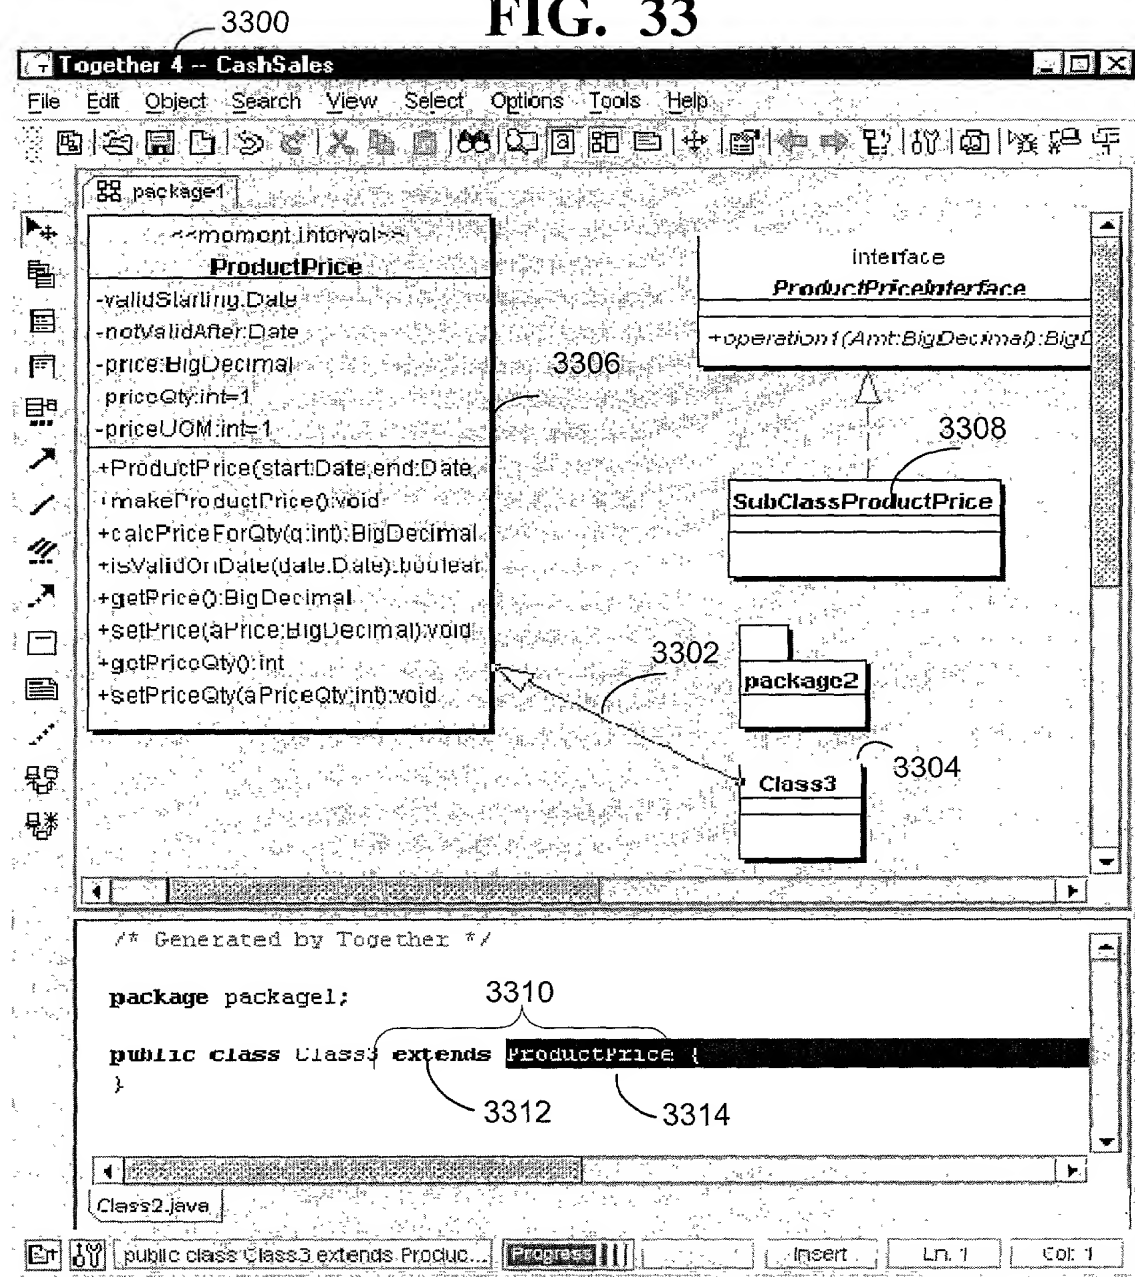 FIG. 33
3300
Together 4 -- CashSales
File Edit Object Search View Select Options Tools Help
package1
<<moment.interval>>
ProductPrice
-validStarting:Date
-notValidAfter:Date
-price:BigDecimal
priceQty:int=1
-priceUOM:int=1
+ProductPrice(start:Date,end:Date,
+makeProductPrice():void
+calcPriceForQty(q:int):BigDecimal
+isValidOnDate(date:Date):boolear
+getPrice():BigDecimal
+setPrice(aPrice:BigDecimal):void
+getPriceQty():int
+setPriceQty(aPriceQty:int):void
3306
interface
ProductPriceInterface
+operation1(Amt:BigDecimal):BigD
3308
SubClassProductPrice
3302
package2
3304
Class3
/* Generated by Together */
package package1;
3310
public class Class3 extends ProductPrice {
}
3312
3314
Class2.java
public class Class3 extends Produc... Progress Insert Ln: 1 Col: 1